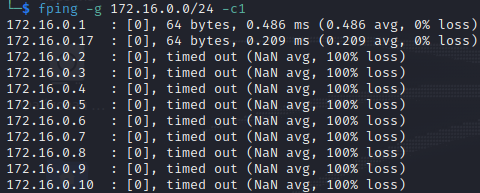 └─$ fping -g 172.16.0.0/24 -c1
172.16.0.1 : [0], 64 bytes, 0.486 ms (0.486 avg, 0% loss)
172.16.0.17 : [0], 64 bytes, 0.209 ms (0.209 avg, 0% loss)
172.16.0.2 : [0], timed out (NaN avg, 100% loss)
172.16.0.3 : [0], timed out (NaN avg, 100% loss)
172.16.0.4 : [0], timed out (NaN avg, 100% loss)
172.16.0.5 : [0], timed out (NaN avg, 100% loss)
172.16.0.6 : [0], timed out (NaN avg, 100% loss)
172.16.0.7 : [0], timed out (NaN avg, 100% loss)
172.16.0.8 : [0], timed out (NaN avg, 100% loss)
172.16.0.9 : [0], timed out (NaN avg, 100% loss)
172.16.0.10 : [0], timed out (NaN avg, 100% loss)